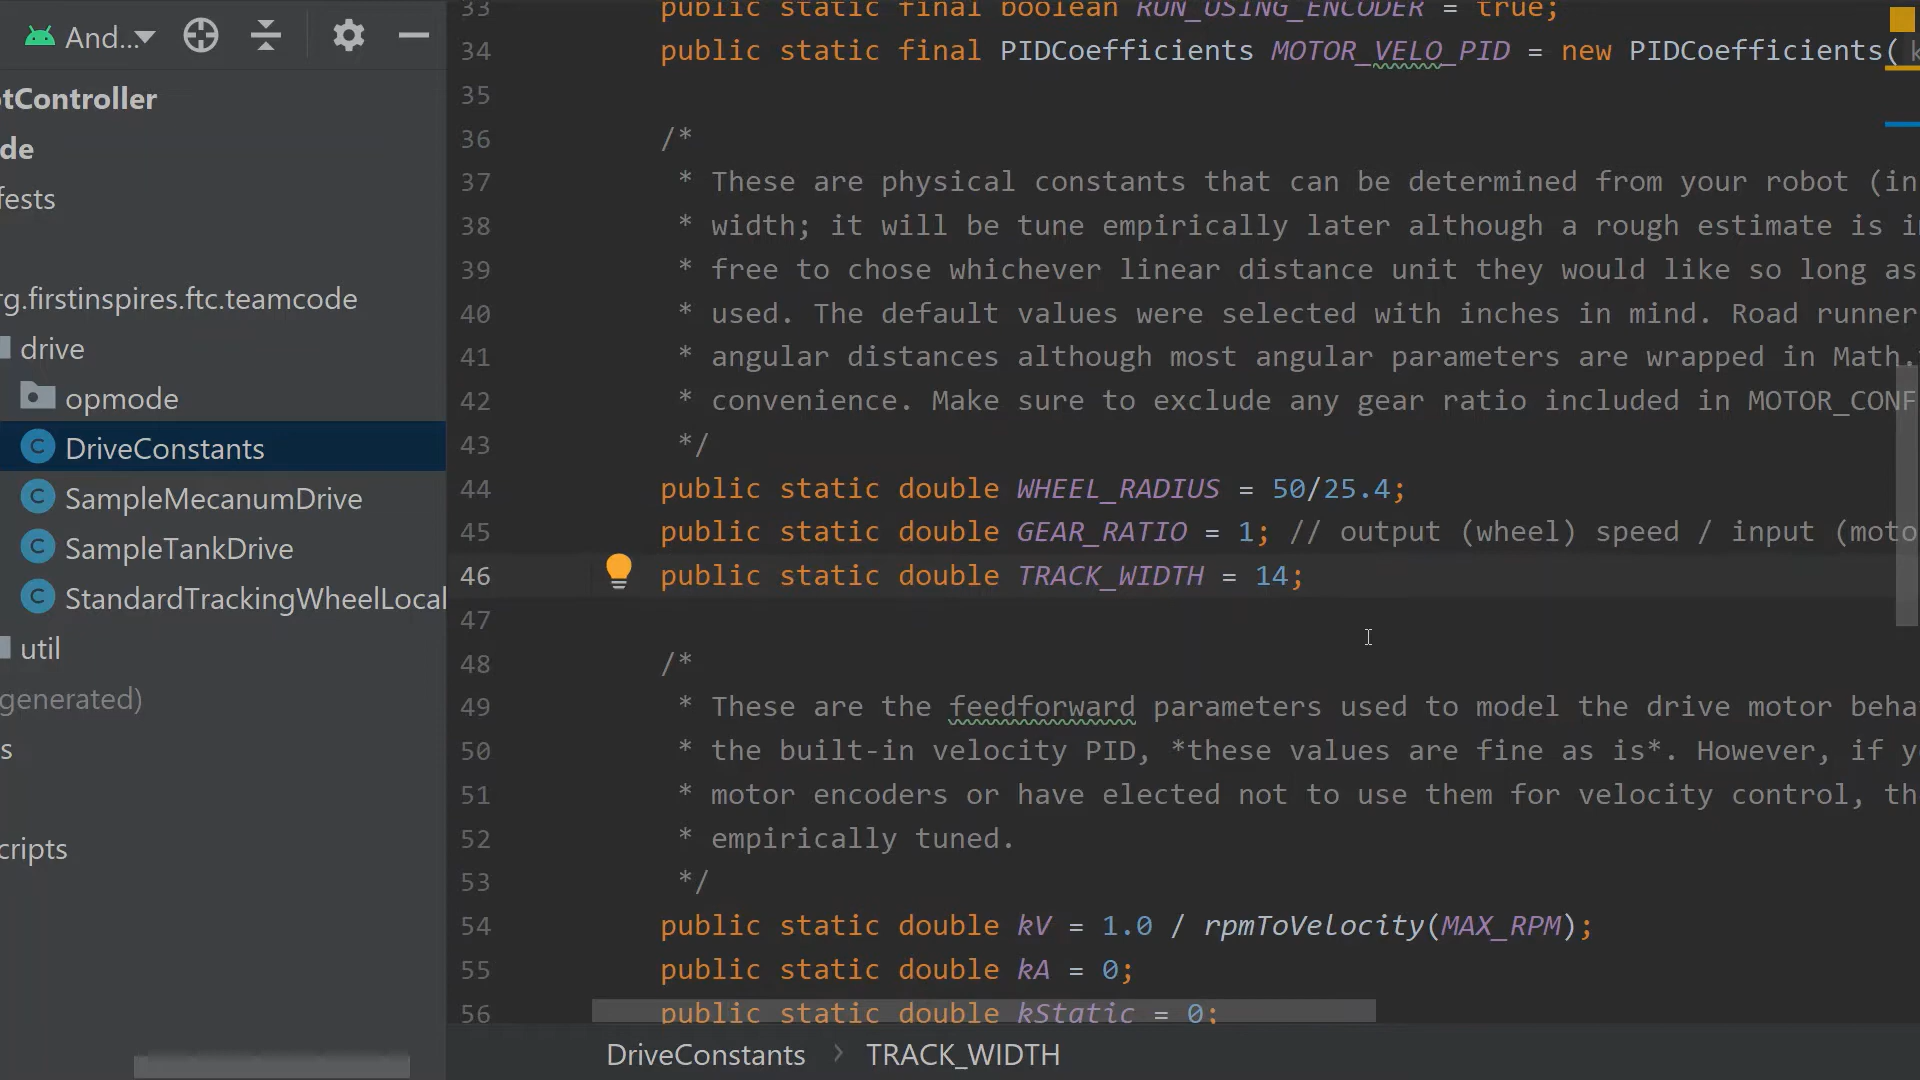 And...
tController
de
fests
rg.firstinspires.ftc.teamcode
drive
opmode
DriveConstants
SampleMecanumDrive
SampleTankDrive
StandardTrackingWheelLocal
util
generated)
s
cripts
33 public static final boolean RUN_USING_ENCODER = true;
34 public static final PIDCoefficients MOTOR_VELO_PID = new PIDCoefficients( k
35
36 /*
37 * These are physical constants that can be determined from your robot (in
38 * width; it will be tune empirically later although a rough estimate is i
39 * free to chose whichever linear distance unit they would like so long as
40 * used. The default values were selected with inches in mind. Road runner
41 * angular distances although most angular parameters are wrapped in Math.
42 * convenience. Make sure to exclude any gear ratio included in MOTOR_CONF
43 */
44 public static double WHEEL_RADIUS = 50/25.4;
45 public static double GEAR_RATIO = 1; // output (wheel) speed / input (moto
46 public static double TRACK_WIDTH = 14;
47
48 /*
49 * These are the feedforward parameters used to model the drive motor beha
50 * the built-in velocity PID, *these values are fine as is*. However, if y
51 * motor encoders or have elected not to use them for velocity control, th
52 * empirically tuned.
53 */
54 public static double kV = 1.0 / rpmToVelocity(MAX_RPM);
55 public static double kA = 0;
56 public static double kStatic = 0;
DriveConstants > TRACK_WIDTH